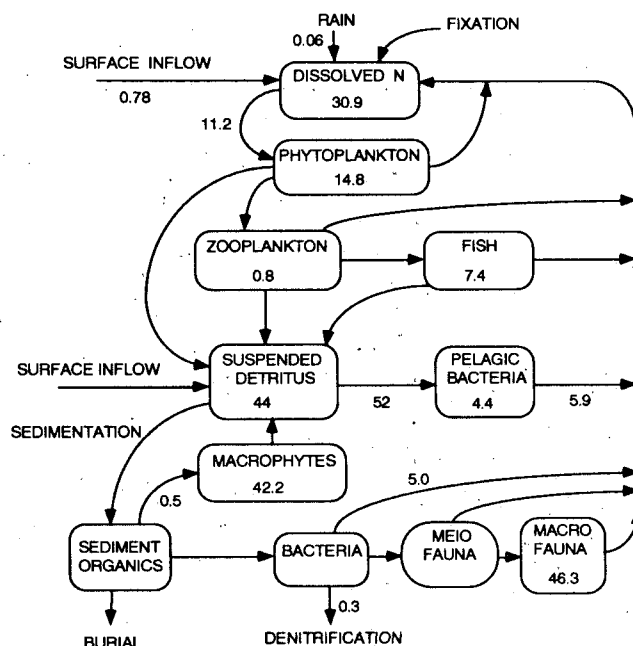 RAIN
0.06
FIXATION
SURFACE INFLOW
0.78
DISSOLVED N
30.9
11.2
PHYTOPLANKTON
14.8
ZOOPLANKTON
0.8
FISH
7.4
SURFACE INFLOW
SUSPENDED
DETRITUS
44
52
PELAGIC
BACTERIA
4.4
5.9
SEDIMENTATION
MACROPHYTES
42.2
0.5
5.0
SEDIMENT
ORGANICS
BACTERIA
MEIO
FAUNA
MACRO
FAUNA
46.3
0.3
BURIAL
DENITRIFICATION